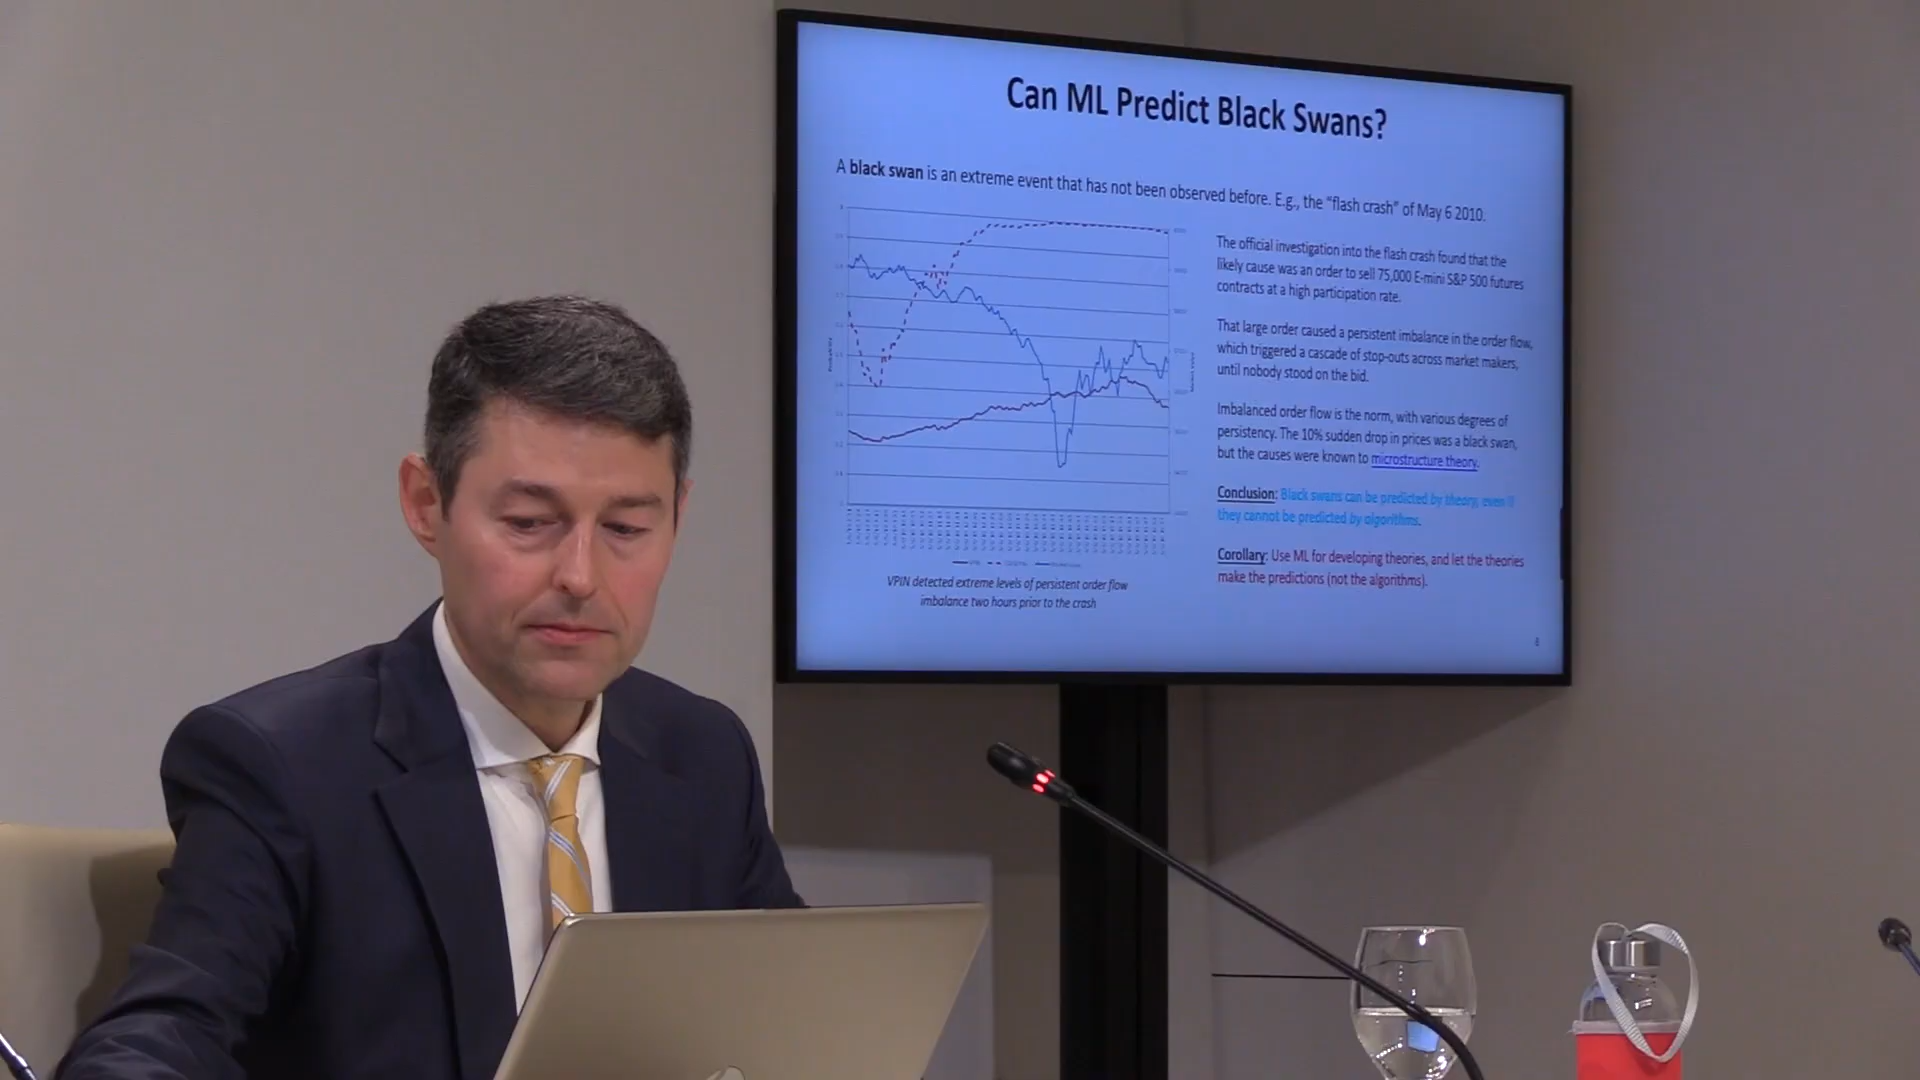 Can ML Predict Black Swans?
A black swan is an extreme event that has not been observed before. E.g., the “flash crash” of May 6 2010.
The official investigation into the flash crash found that the
likely cause was an order to sell 75,000 E-mini S&P 500 futures
contracts at a high participation rate.
That large order caused a persistent imbalance in the order flow,
which triggered a cascade of stop-outs across market makers,
until nobody stood on the bid.
Imbalanced order flow is the norm, with various degrees of
persistency. The 10% sudden drop in prices was a black swan,
but the causes were known to microstructure theory.
Conclusion: Black swans can be predicted by theory, even if
they cannot be predicted by algorithms.
Corollary: Use ML for developing theories, and let the theories
make the predictions (not the algorithms).
VPIN detected extreme levels of persistent order flow
imbalance two hours prior to the crash
6